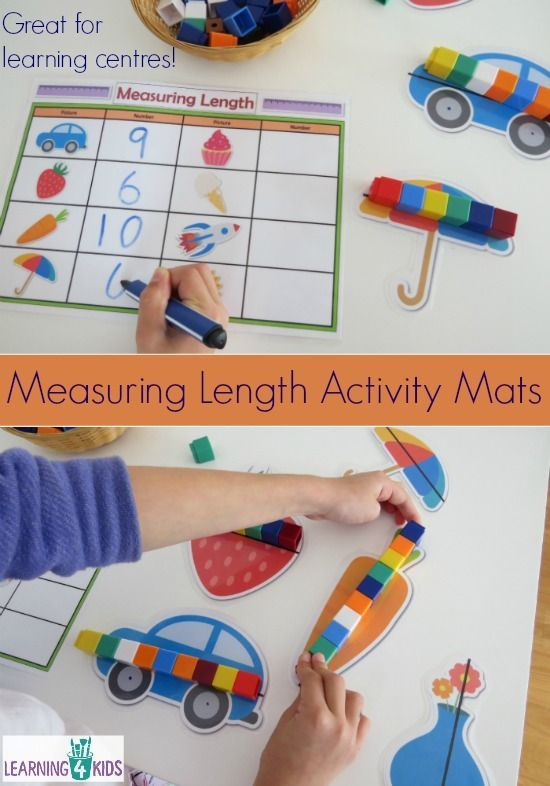 Great for
learning centres!
Measuring Length
Picture Number Picture Number
9
6
10
6
Measuring Length Activity Mats
LEARNING 4 KIDS